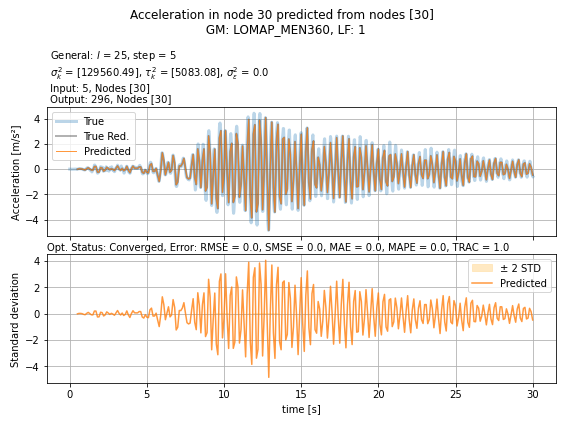 Acceleration in node 30 predicted from nodes [30]
GM: LOMAP_MEN360, LF: 1
General: l = 25, step = 5
σ²ₖ = [129560.49], τ²ₖ = [5083.08], σ²ₑ = 0.0
Input: 5, Nodes [30]
Output: 296, Nodes [30]
Acceleration [m/s²]
4
2
0
−2
−4
True
True Red.
Predicted
Opt. Status: Converged, Error: RMSE = 0.0, SMSE = 0.0, MAE = 0.0, MAPE = 0.0, TRAC = 1.0
Standard deviation
4
2
0
−2
−4
± 2 STD
Predicted
0 5 10 15 20 25 30
time [s]